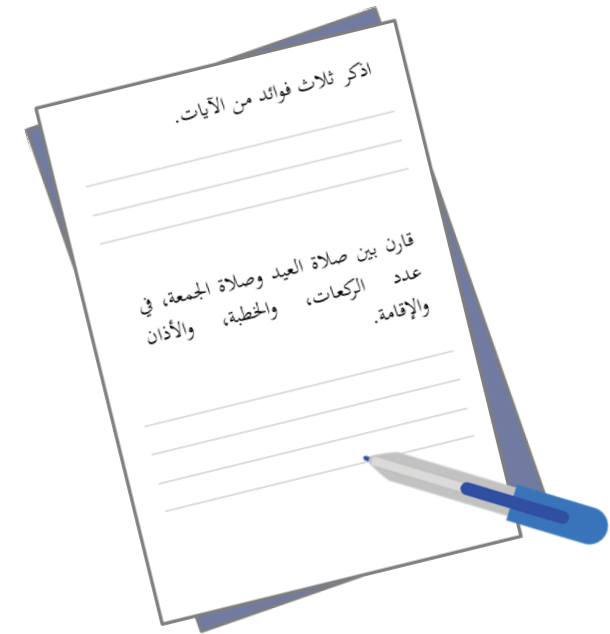 اذكر ثلاث فوائد من الآيات.
قارن بين صلاة العيد وصلاة الجمعة، في
عدد الركعات، والخطبة، والأذان
والإقامة.